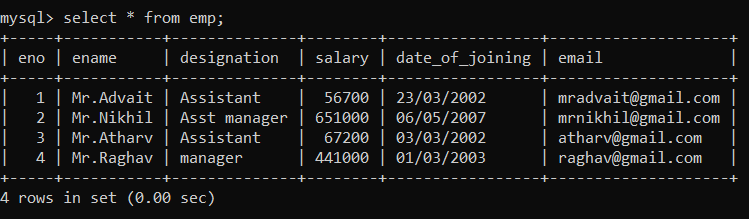 mysql> select * from emp;
+-----+-----------+--------------+--------+-----------------+---------------------+
| eno | ename     | designation  | salary | date_of_joining | email               |
+-----+-----------+--------------+--------+-----------------+---------------------+
|   1 | Mr.Advait | Assistant    |  56700 | 23/03/2002      | mradvait@gmail.com  |
|   2 | Mr.Nikhil | Asst manager | 651000 | 06/05/2007      | mrnikhil@gmail.com  |
|   3 | Mr.Atharv | Assistant    |  67200 | 03/03/2002      | atharv@gmail.com    |
|   4 | Mr.Raghav | manager      | 441000 | 01/03/2003      | raghav@gmail.com    |
+-----+-----------+--------------+--------+-----------------+---------------------+
4 rows in set (0.00 sec)